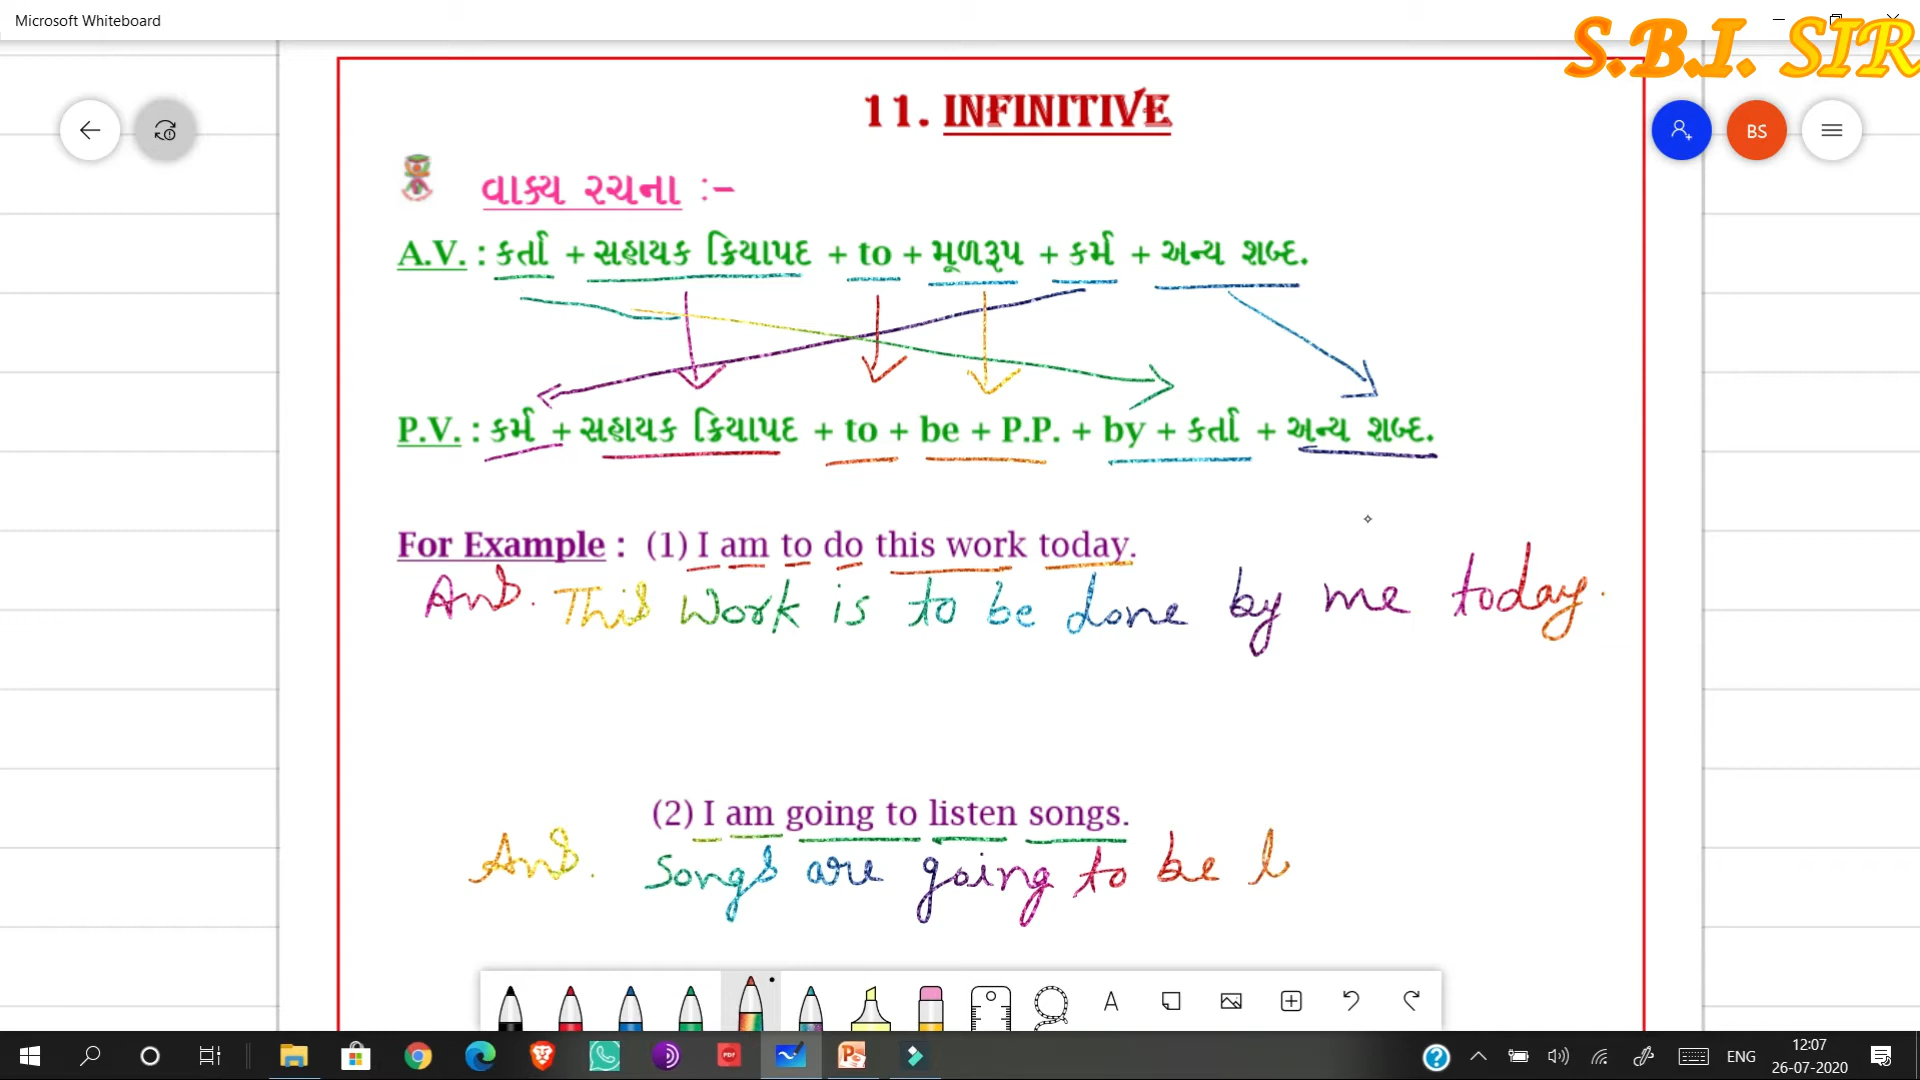 Microsoft Whiteboard
S.B.I. SIR
BS
11. INFINITIVE
વાક્ય રચના :-
A.V. : કર્તા + સહાયક ક્રિયાપદ + to + મૂળરૂપ + કર્મ + અન્ય શબ્દ.
P.V. : કર્મ + સહાયક ક્રિયાપદ + to + be + P.P. + by + કર્તા + અન્ય શબ્દ.
For Example : (1) I am to do this work today.
Ans. This work is to be done by me today.
(2) I am going to listen songs.
Ans. Songs are going to be l
A
PDF
ENG
12:07
26-07-2020